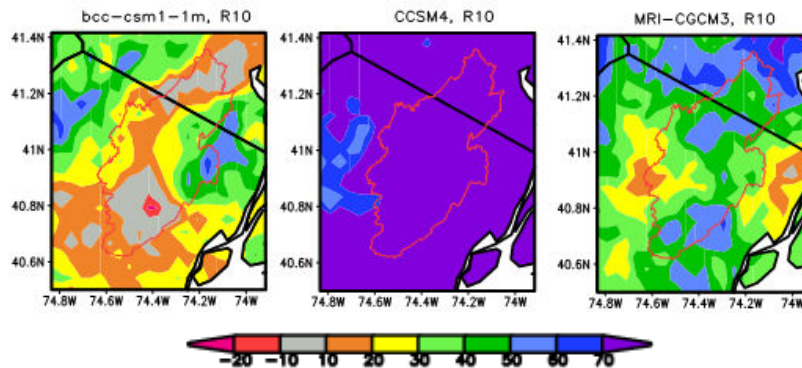 bcc-csm1-1m, R10
CCSM4, R10
MRI-CGCM3, R10
41.4N
41.2N
41N
40.8N
40.6N
74.8W 74.6W 74.4W 74.2W 74W
41.4N
41.2N
41N
40.8N
40.6N
74.8W 74.6W 74.4W 74.2W 74W
41.4N
41.2N
41N
40.8N
40.6N
74.8W 74.6W 74.4W 74.2W 74W
-20 -10 10 20 30 40 50 60 70